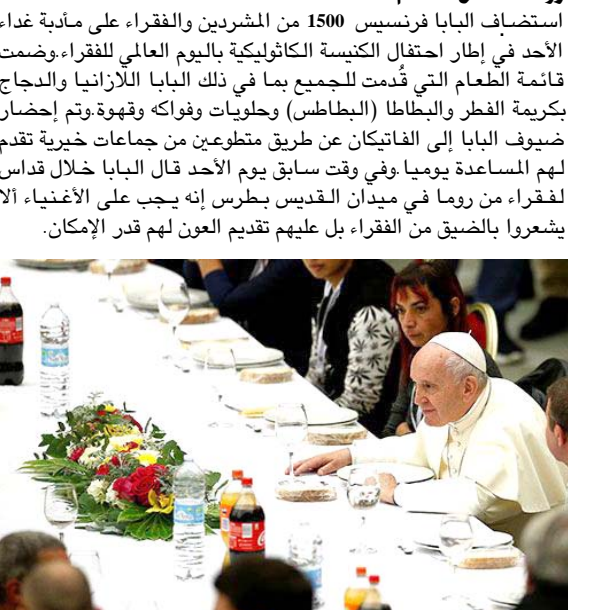 استضاف البابا فرنسيس 1500 من المشردين والفقراء على مأدبة غداء
الأحد في إطار احتفال الكنيسة الكاثوليكية باليوم العالمي للفقراء.وضمت
قائمة الطعام التي قُدمت للجميع بما في ذلك البابا اللازانيا والدجاج
بكريمة الفطر والبطاطا (البطاطس) وحلويات وفواكه وقهوة.وتم إحضار
ضيوف البابا إلى الفاتيكان عن طريق متطوعين من جماعات خيرية تقدم
لهم المساعدة يوميا.وفي وقت سابق يوم الأحد قال البابا خلال قداس
لفقراء من روما في ميدان القديس بطرس إنه يجب على الأغنياء ألا
يشعروا بالضيق من الفقراء بل عليهم تقديم العون لهم قدر الإمكان.